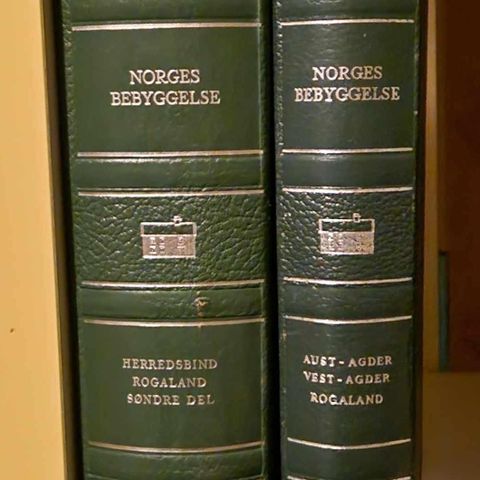 NORGES
BEBYGGELSE
HERREDSBIND
ROGALAND
SØNDRE DEL
NORGES
BEBYGGELSE
AUST-AGDER
VEST-AGDER
ROGALAND